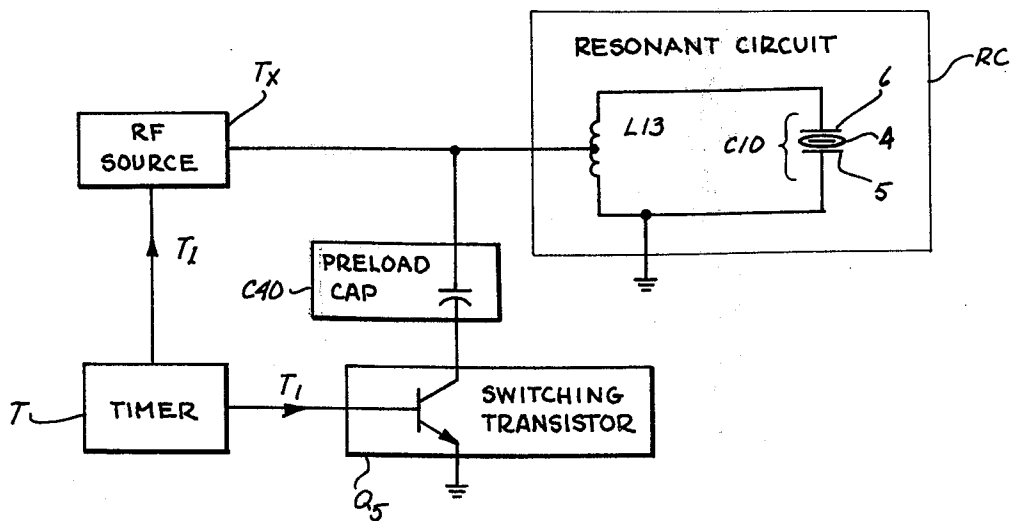 RESONANT CIRCUIT
RC
Tx
RF
SOURCE
L13
C10
6
4
5
T1
PRELOAD
CAP
C40
T
TIMER
T1
SWITCHING
TRANSISTOR
Q5